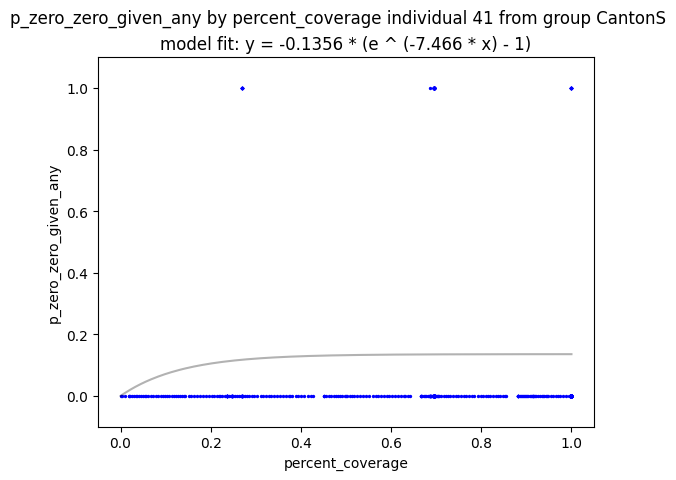 p_zero_zero_given_any by percent_coverage individual 41 from group CantonS
model fit: y = -0.1356 * (e ^ (-7.466 * x) - 1)
1.0
0.8
0.6
0.4
0.2
0.0
p_zero_zero_given_any
0.0 0.2 0.4 0.6 0.8 1.0
percent_coverage